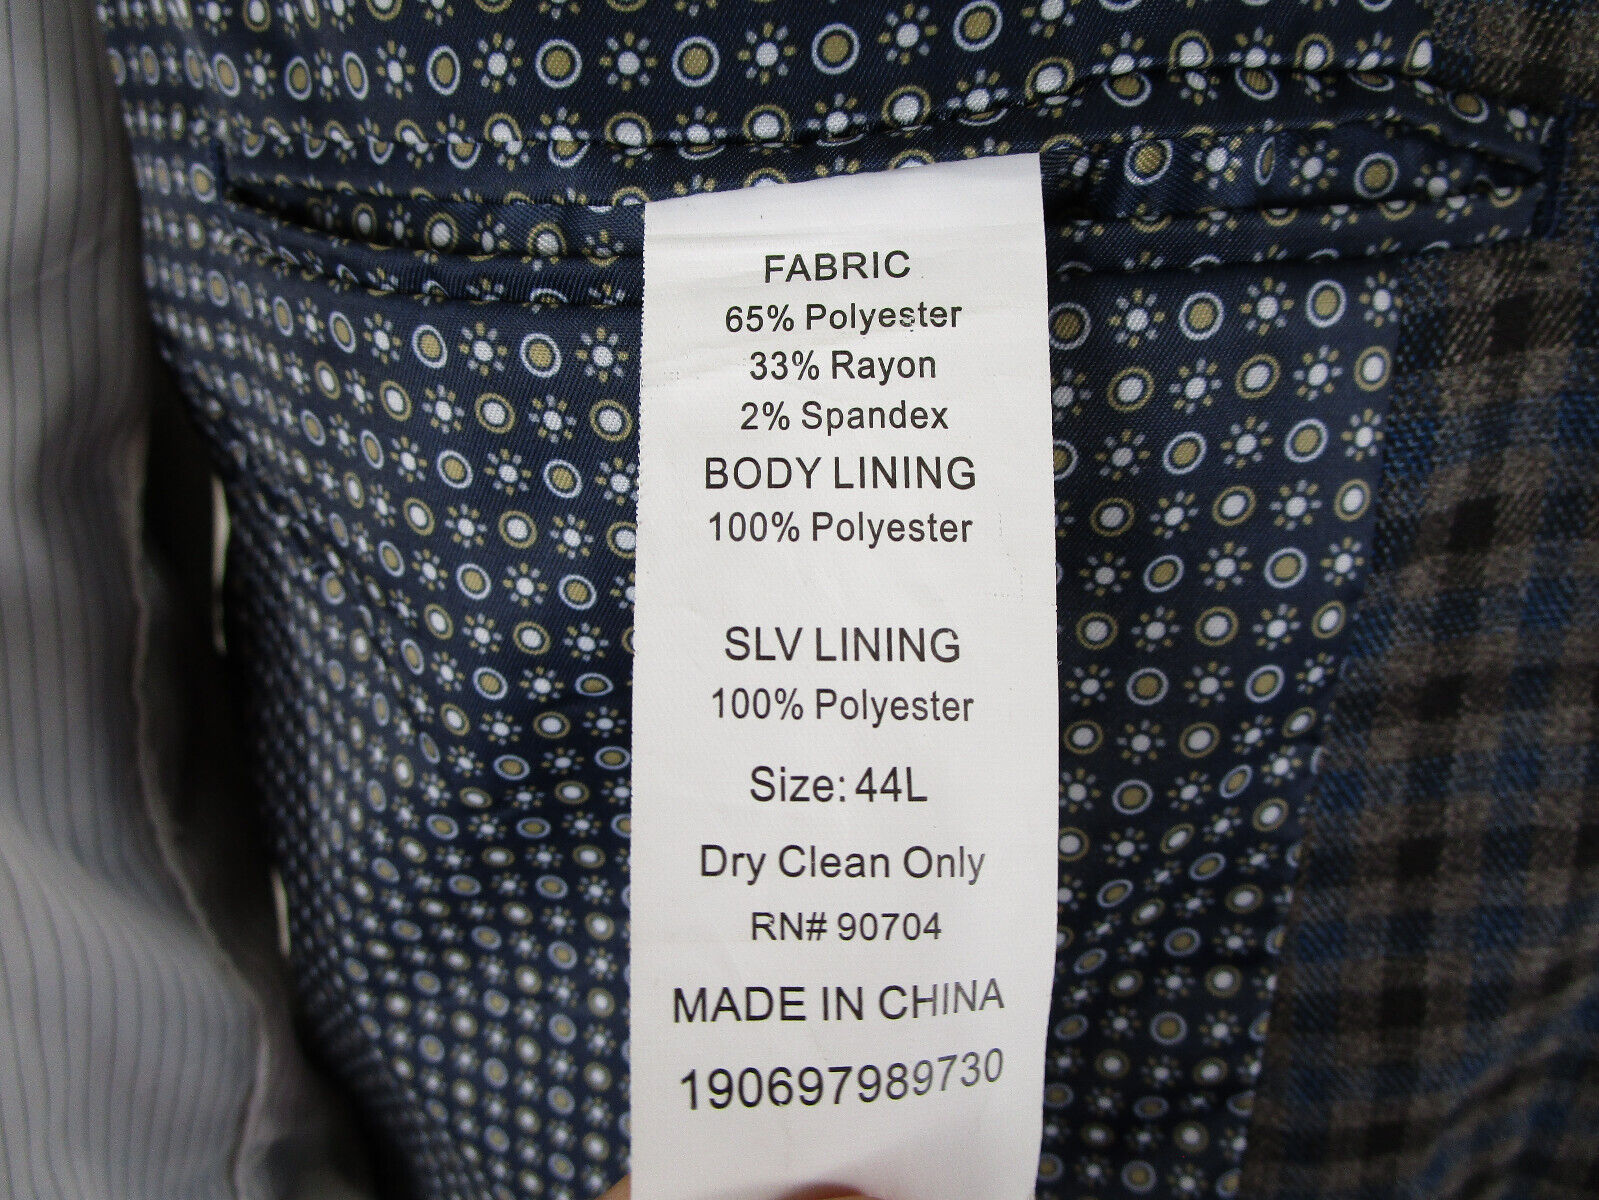 FABRIC
65% Polyester
33% Rayon
2% Spandex
BODY LINING
100% Polyester
SLV LINING
100% Polyester
Size: 44L
Dry Clean Only
RN# 90704
MADE IN CHINA
190697989730